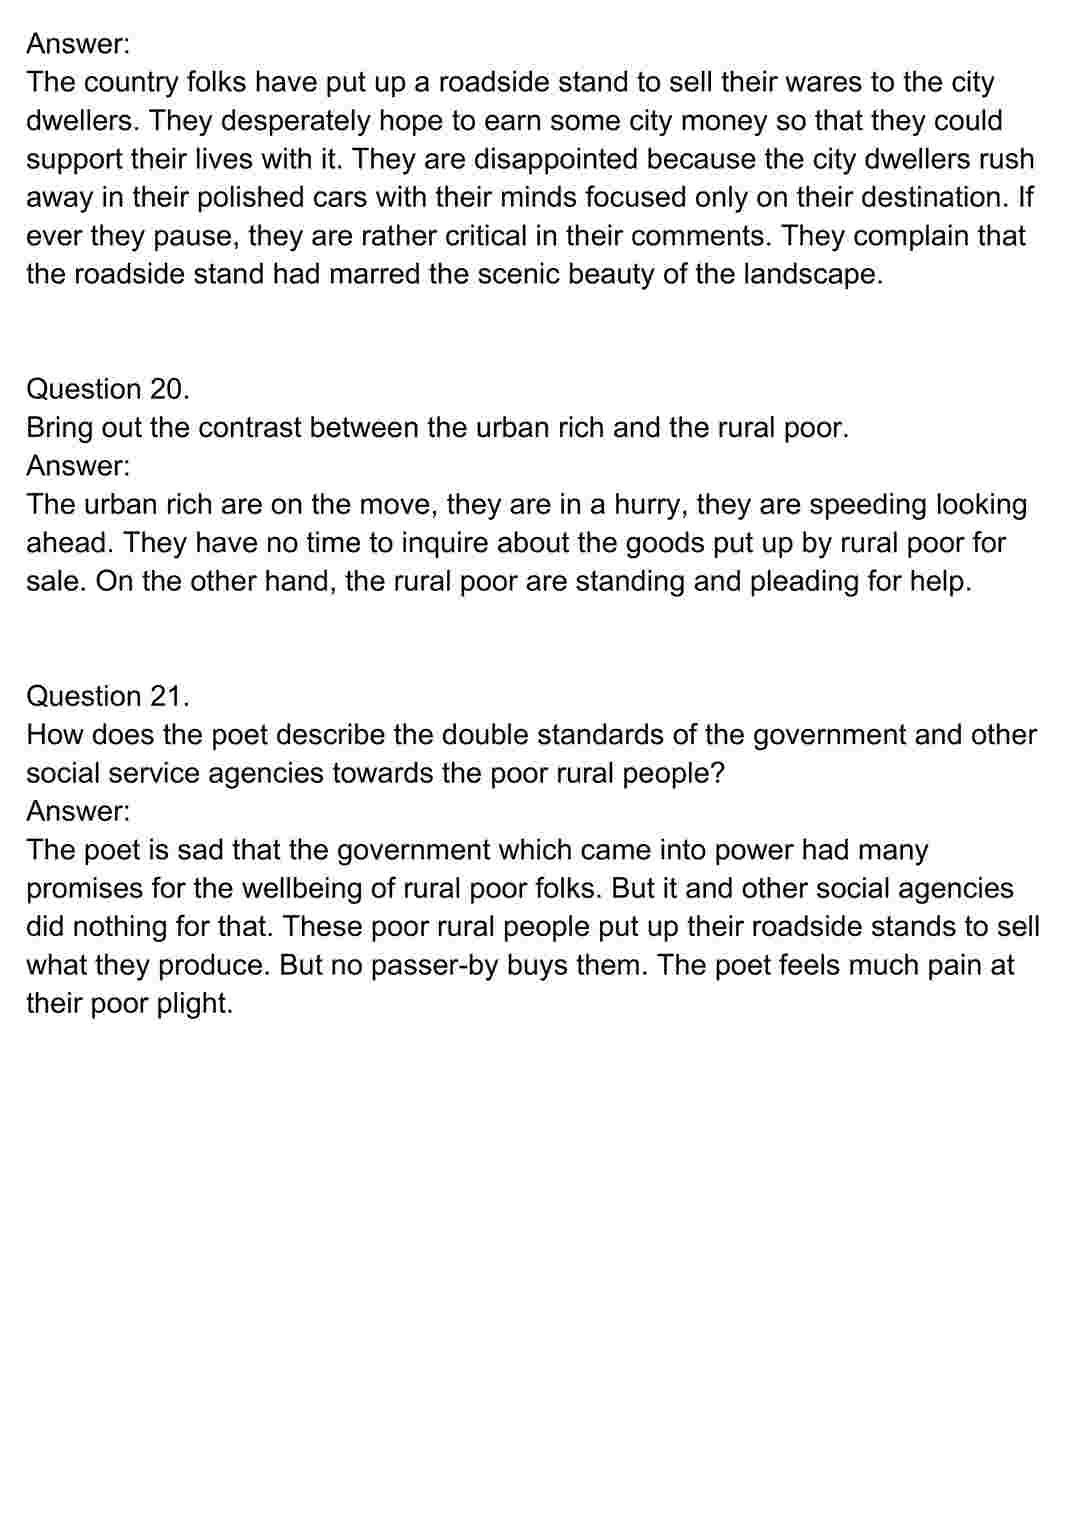 Answer:
The country folks have put up a roadside stand to sell their wares to the city
dwellers. They desperately hope to earn some city money so that they could
support their lives with it. They are disappointed because the city dwellers rush
away in their polished cars with their minds focused only on their destination. If
ever they pause, they are rather critical in their comments. They complain that
the roadside stand had marred the scenic beauty of the landscape.
Question 20.
Bring out the contrast between the urban rich and the rural poor.
Answer:
The urban rich are on the move, they are in a hurry, they are speeding looking
ahead. They have no time to inquire about the goods put up by rural poor for
sale. On the other hand, the rural poor are standing and pleading for help.
Question 21.
How does the poet describe the double standards of the government and other
social service agencies towards the poor rural people?
Answer:
The poet is sad that the government which came into power had many
promises for the wellbeing of rural poor folks. But it and other social agencies
did nothing for that. These poor rural people put up their roadside stands to sell
what they produce. But no passer-by buys them. The poet feels much pain at
their poor plight.